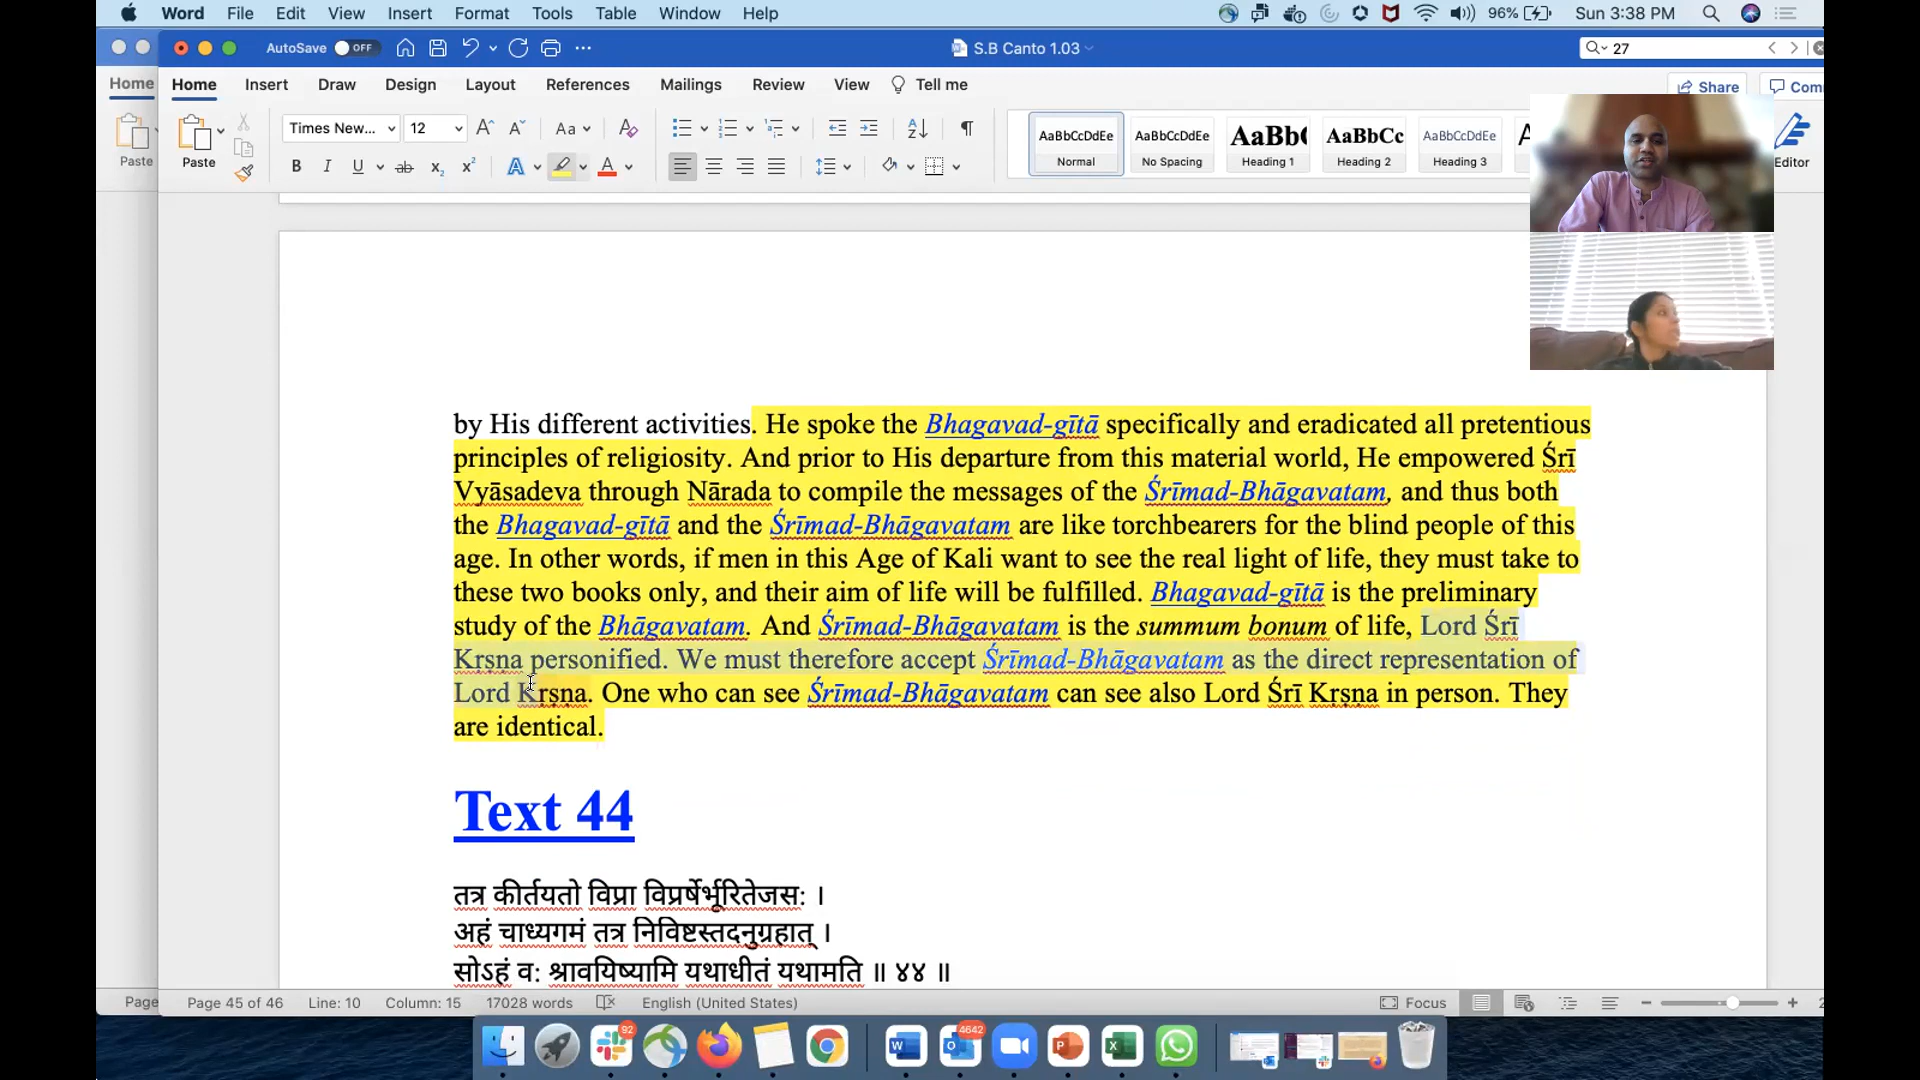 Word File Edit View Insert Format Tools Table Window Help 96% Sun 3:38 PM
AutoSave OFF S.B Canto 1.03 27
Home
Home Insert Draw Design Layout References Mailings Review View Tell me Share Com
Paste
Paste
Times New... 12 Aa
B I U ab x₂ x² A A
AaBbCcDdEe AaBbCcDdEe AaBb( AaBbCc AaBbCcDdEe
Normal No Spacing Heading 1 Heading 2 Heading 3 Editor
by His different activities. He spoke the Bhagavad-gītā specifically and eradicated all pretentious
principles of religiosity. And prior to His departure from this material world, He empowered Śrī
Vyāsadeva through Nārada to compile the messages of the Śrīmad-Bhāgavatam, and thus both
the Bhagavad-gītā and the Śrīmad-Bhāgavatam are like torchbearers for the blind people of this
age. In other words, if men in this Age of Kali want to see the real light of life, they must take to
these two books only, and their aim of life will be fulfilled. Bhagavad-gītā is the preliminary
study of the Bhāgavatam. And Śrīmad-Bhāgavatam is the summum bonum of life, Lord Śrī
Kṛṣṇa personified. We must therefore accept Śrīmad-Bhāgavatam as the direct representation of
Lord Kṛṣṇa. One who can see Śrīmad-Bhāgavatam can see also Lord Śrī Kṛṣṇa in person. They
are identical.
Text 44
तत्र कीर्तयतो विप्रा विप्रर्षेर्भूरितेजस: ।
अहं चाध्यगमं तत्र निविष्टस्तदनुग्रहात् ।
सोऽहं व: श्रावयिष्यामि यथाधीतं यथामति ॥ ४४ ॥
Page Page 45 of 46 Line: 10 Column: 15 17028 words English (United States) Focus
92 4642